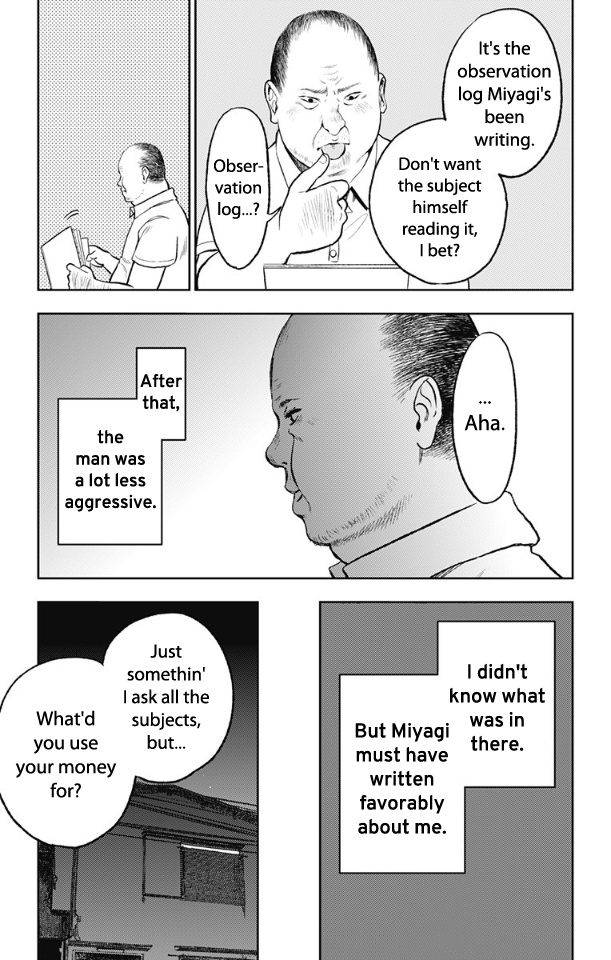 It's the
observation
log Miyagi's
been
writing.
Don't want
the subject
himself
reading it,
I bet?
Obser-
vation
log...?
...
Aha.
After
that,
the
man was
a lot less
aggressive.
I didn't
know what
was in
there.
But Miyagi
must have
written
favorably
about me.
Just
somethin'
I ask all the
subjects,
but...
What'd
you use
your money
for?